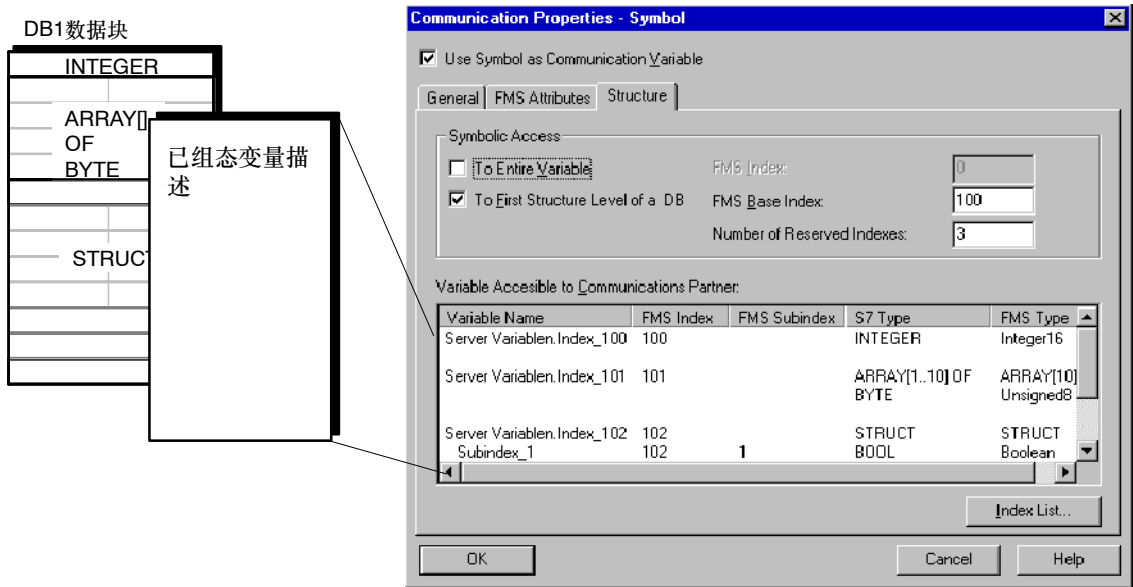 DB1数据块
INTEGER
ARRAY[]
OF
BYTE
STRUCT
已组态变量描
述
Communication Properties - Symbol
Use Symbol as Communication Variable
General
FMS Attributes
Structure
Symbolic Access
To Entire Variable
FMS Index:
0
To First Structure Level of a DB
FMS Base Index:
100
Number of Reserved Indexes:
3
Variable Accesible to Communications Partner:
Variable Name FMS Index FMS Subindex S7 Type FMS Type
Server Variablen.Index_100 100 INTEGER Integer16
Server Variablen.Index_101 101 ARRAY[1..10] OF ARRAY[10]
BYTE Unsigned8
Server Variablen.Index_102 102 STRUCT STRUCT
Subindex_1 102 1 BOOL Boolean
Index List...
OK
Cancel
Help